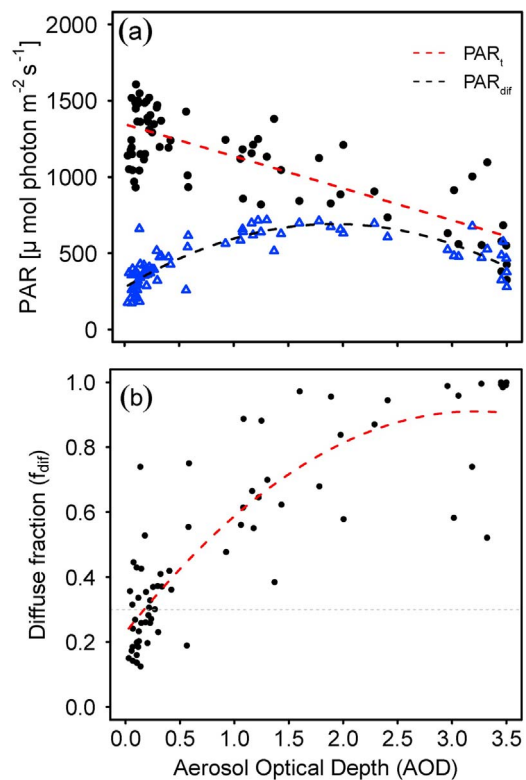 (a)
PAR [µ mol photon m⁻² s⁻¹]
2000
1500
1000
500
0
PARt
PARdif
(b)
Diffuse fraction (fdif)
1.0
0.8
0.6
0.4
0.2
0.0
0.0 0.5 1.0 1.5 2.0 2.5 3.0 3.5
Aerosol Optical Depth (AOD)